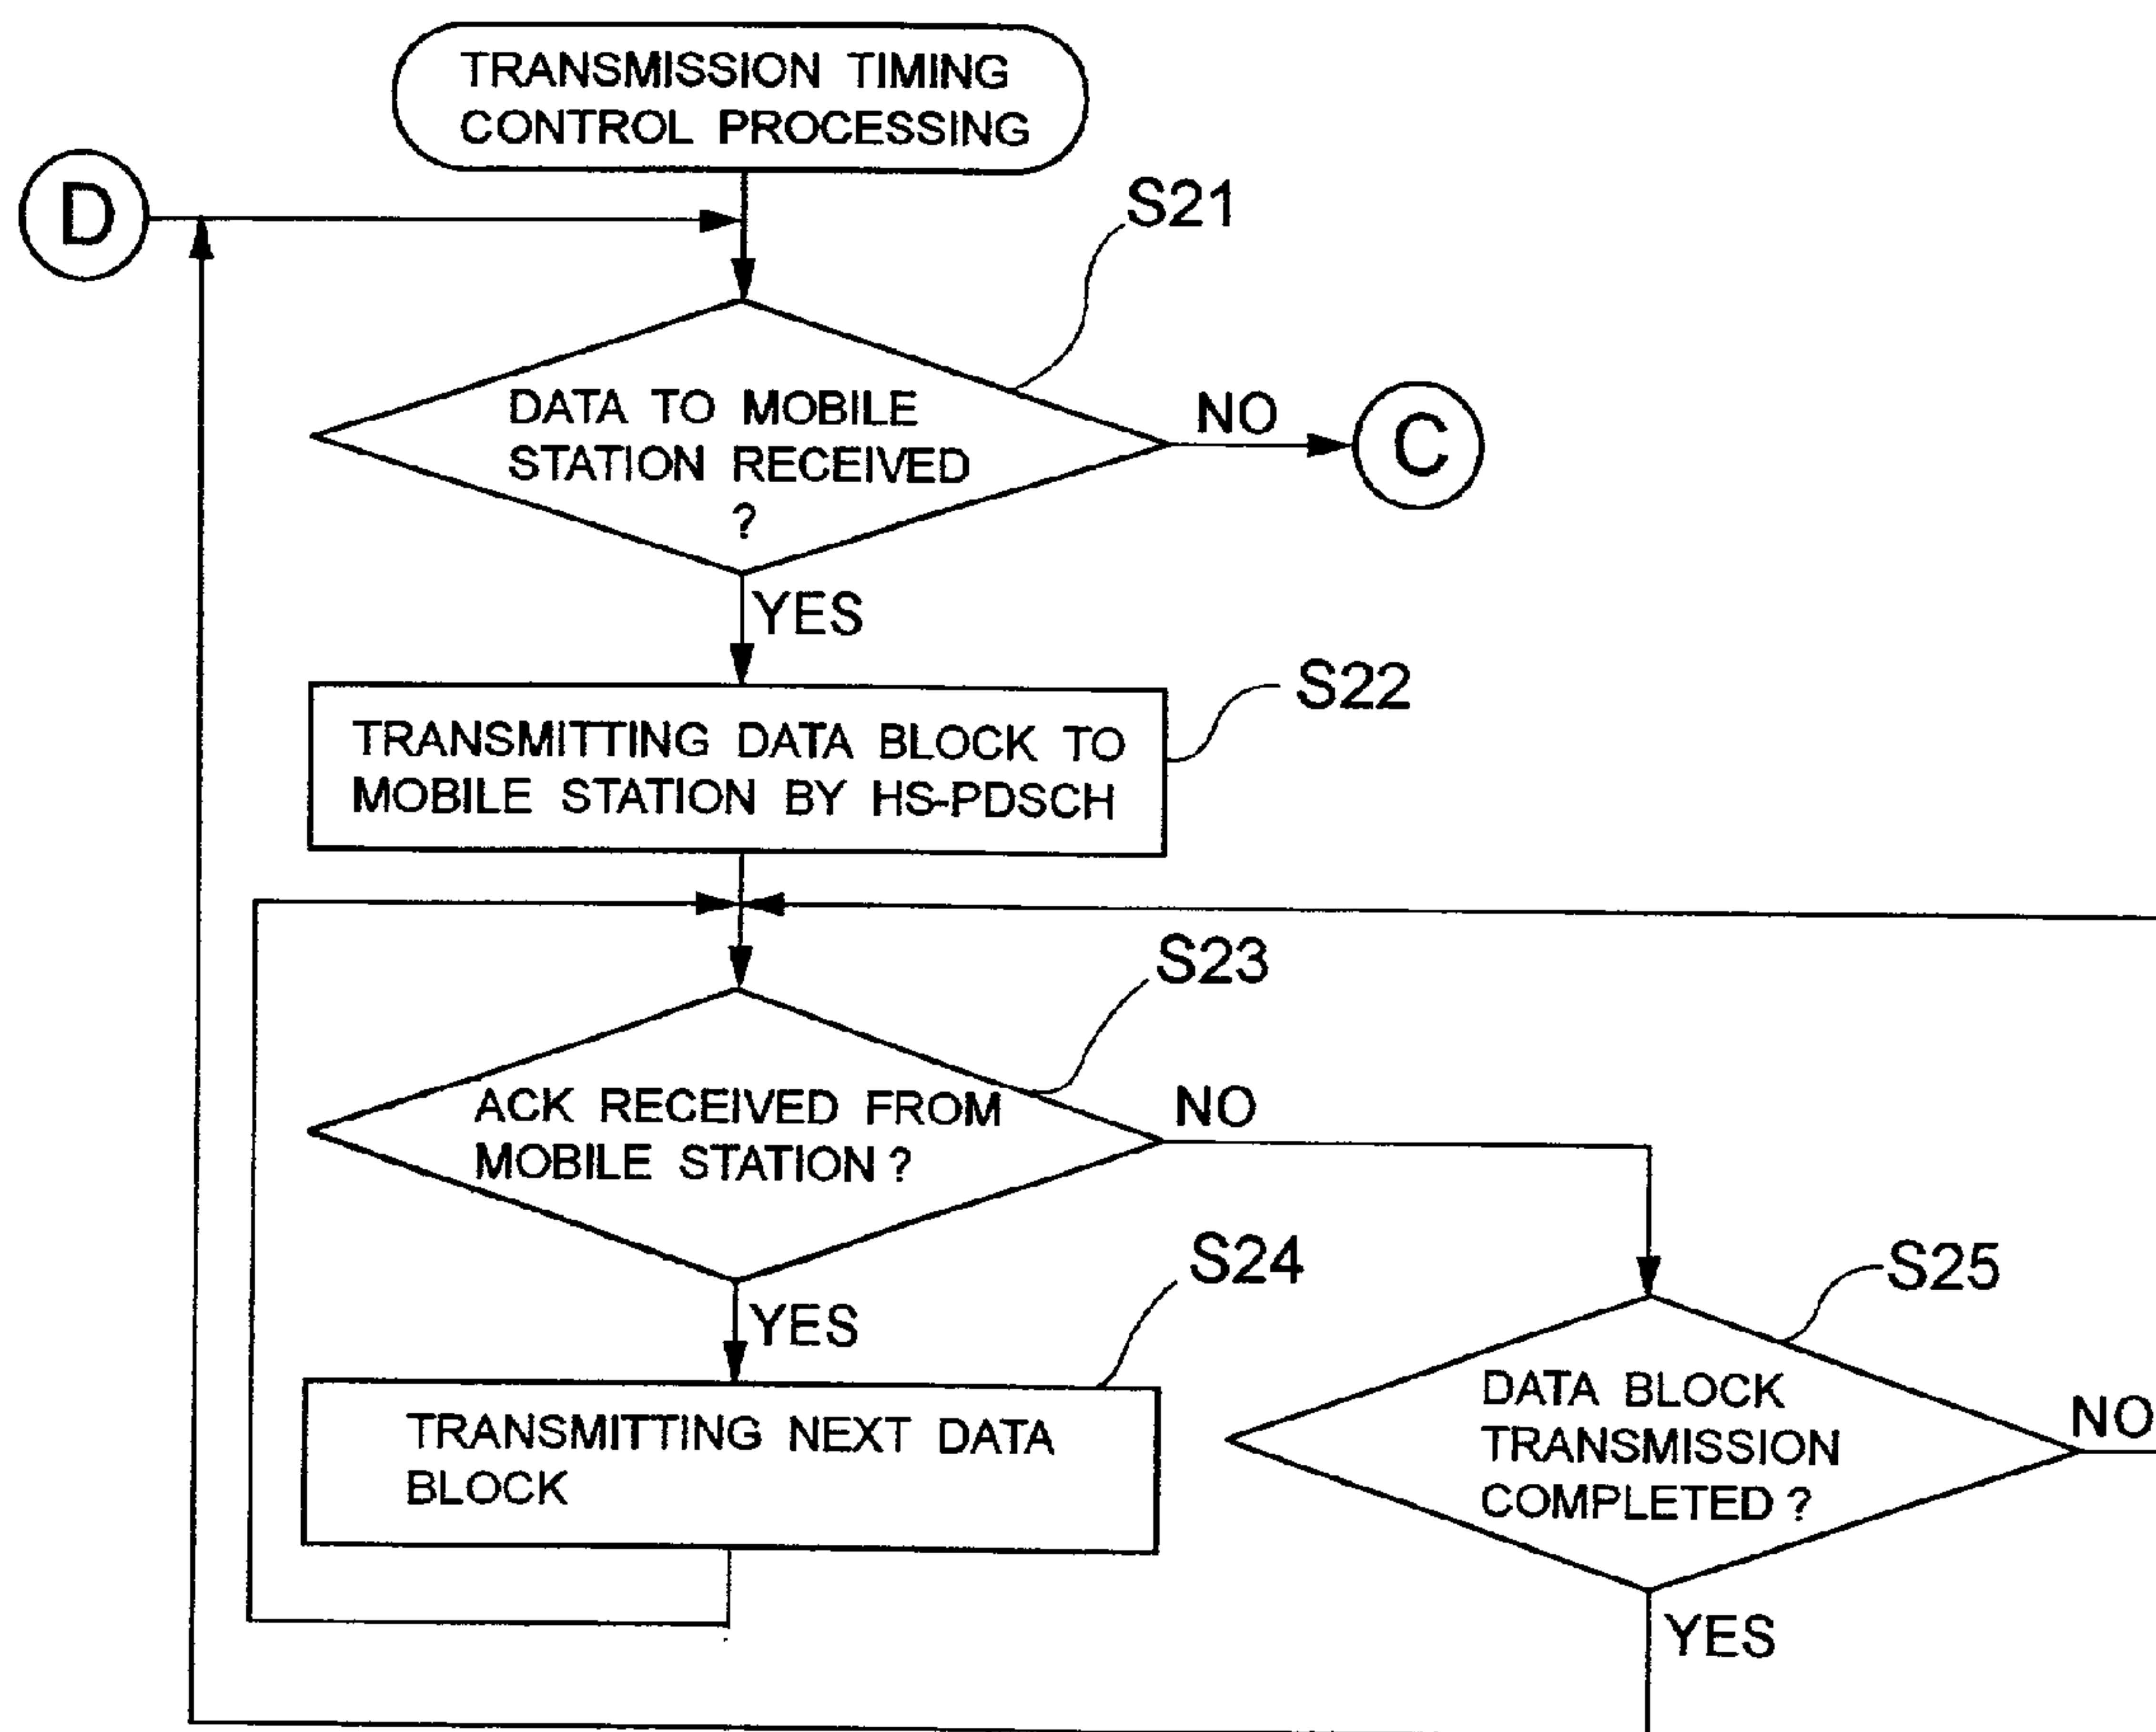 TRANSMISSION TIMING
CONTROL PROCESSING
D
S21
DATA TO MOBILE
STATION RECEIVED
?
NO
C
YES
S22
TRANSMITTING DATA BLOCK TO
MOBILE STATION BY HS-PDSCH
S23
ACK RECEIVED FROM
MOBILE STATION ?
NO
S24
S25
YES
TRANSMITTING NEXT DATA
BLOCK
DATA BLOCK
TRANSMISSION
COMPLETED ?
NO
YES